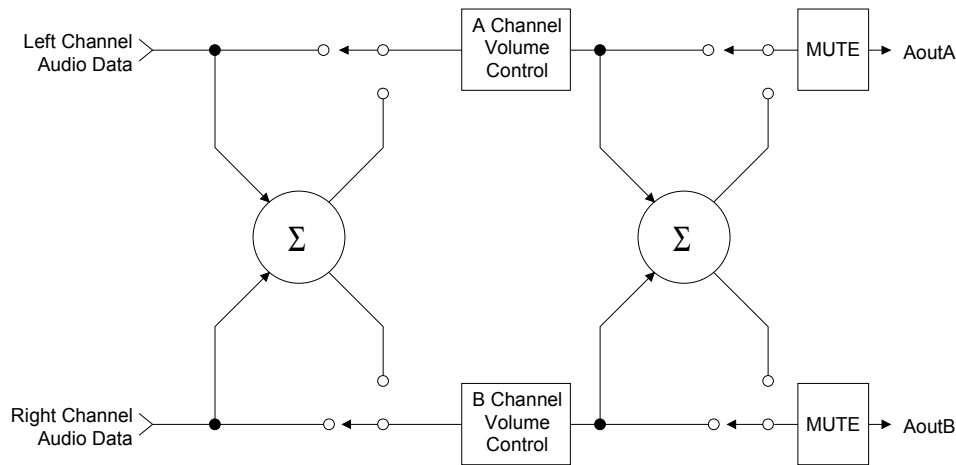 Left Channel
Audio Data
A Channel
Volume
Control
MUTE
AoutA
Σ
Σ
Right Channel
Audio Data
B Channel
Volume
Control
MUTE
AoutB